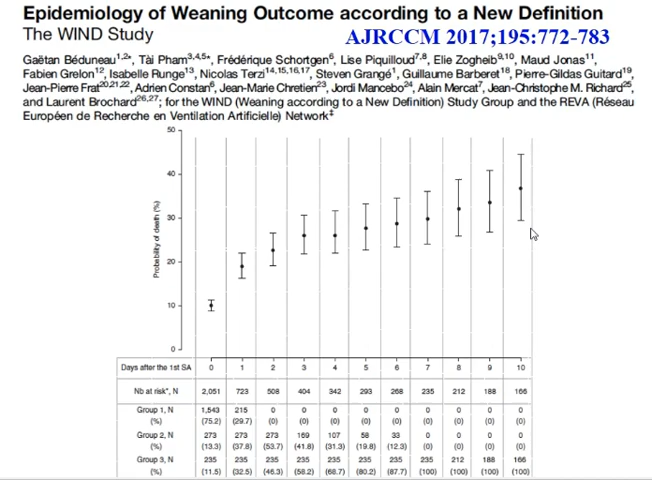 Epidemiology of Weaning Outcome according to a New Definition
The WIND Study
AJRCCM 2017;195:772-783
Gaëtan Béduneau1,2*, Tài Pham3,4,5*, Frédérique Schortgen6, Lise Piquilloud7,8, Elie Zogheib9,10, Maud Jonas11,
Fabien Grelon12, Isabelle Runge13, Nicolas Terzi14,15,16,17, Steven Grangé1, Guillaume Barberet18, Pierre-Gildas Guitard19,
Jean-Pierre Frat20,21,22, Adrien Constan6, Jean-Marie Chretien23, Jordi Mancebo24, Alain Mercat7, Jean-Christophe M. Richard25,
and Laurent Brochard26,27; for the WIND (Weaning according to a New Definition) Study Group and the REVA (Réseau
Européen de Recherche en Ventilation Artificielle) Network‡
Probability of death (%)
50
40
30
20
10
0
Days after the 1st SA 0 1 2 3 4 5 6 7 8 9 10
Nb at risk*, N 2,051 723 508 404 342 293 268 235 212 188 166
Group 1, N 1,543 215 0 0 0 0 0 0 0 0 0
(%) (75.2) (29.7) (0) (0) (0) (0) (0) (0) (0) (0) (0)
Group 2, N 273 273 273 169 107 58 33 0 0 0 0
(%) (13.3) (37.8) (53.7) (41.8) (31.3) (19.8) (12.3) (0) (0) (0) (0)
Group 3, N 235 235 235 235 235 235 235 235 212 188 166
(%) (11.5) (32.5) (46.3) (58.2) (68.7) (80.2) (87.7) (100) (100) (100) (100)